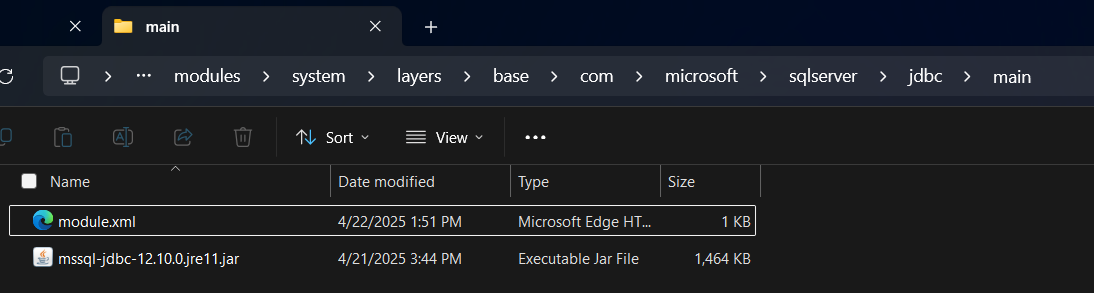 main
modules system layers base com microsoft sqlserver jdbc main
Sort View
Name Date modified Type Size
module.xml 4/22/2025 1:51 PM Microsoft Edge HT... 1 KB
mssql-jdbc-12.10.0.jre11.jar 4/21/2025 3:44 PM Executable Jar File 1,464 KB